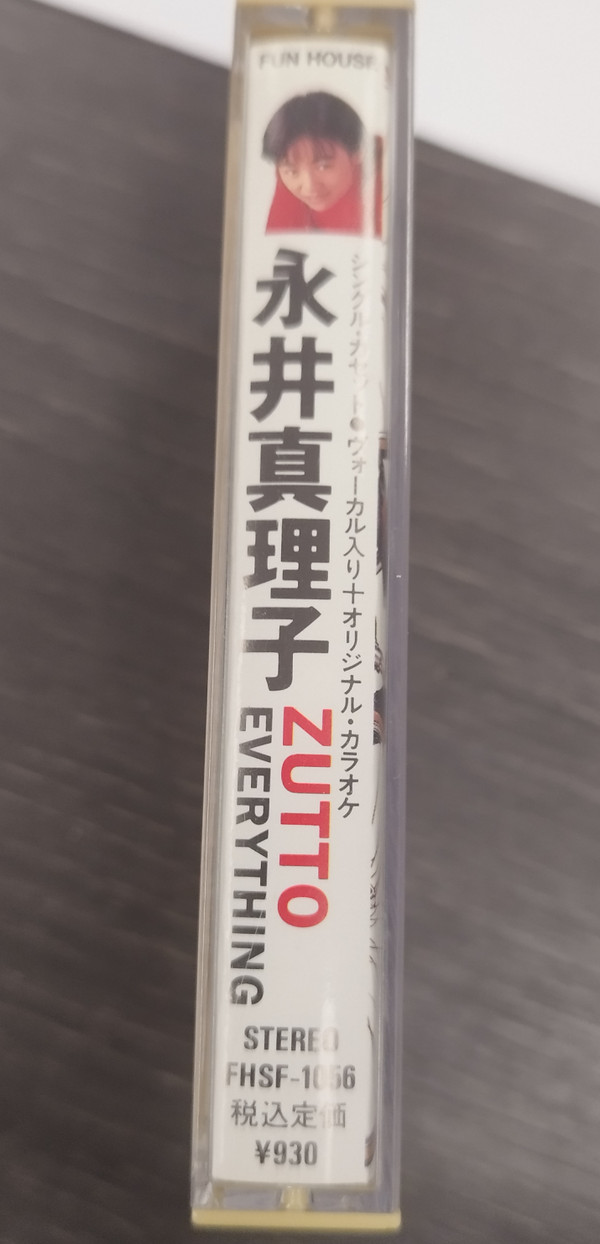 FUN HOUSE
シングル・カセット●ヴォーカル入り+オリジナル・カラオケ
永井真理子
ZUTTO
EVERYTHING
STEREO
FHSF-1056
税込定価
¥930